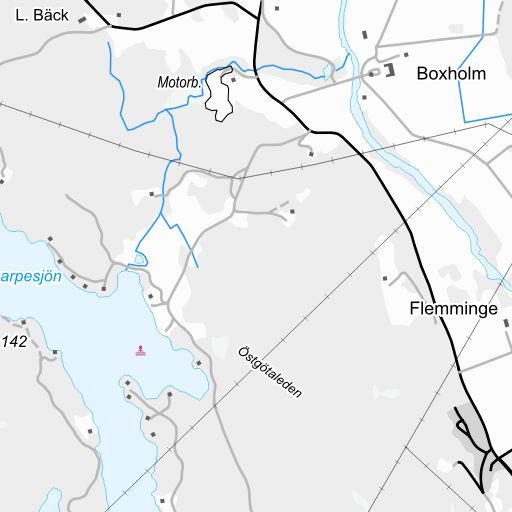 L. Bäck
Motorb.
Boxholm
arpesjön
Flemminge
142
Östgötaleden